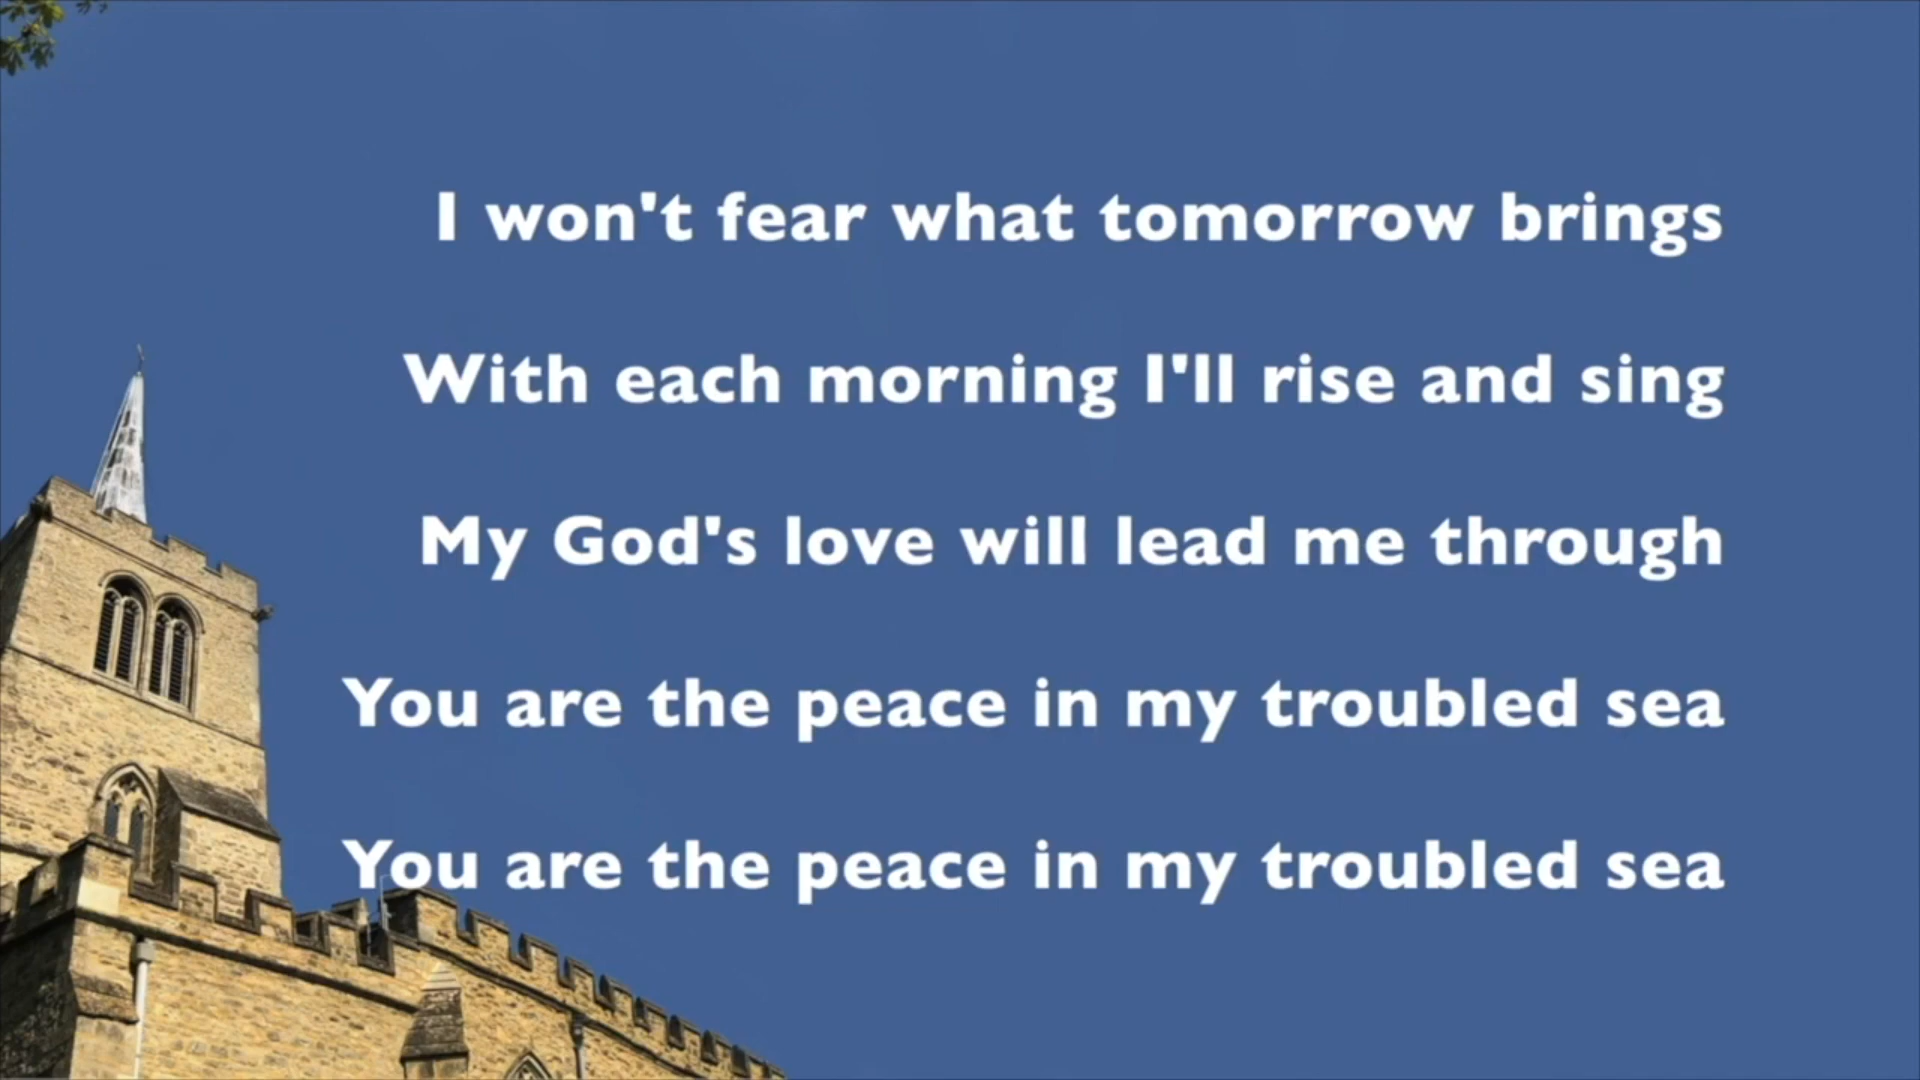 I won't fear what tomorrow brings
With each morning I'll rise and sing
My God's love will lead me through
You are the peace in my troubled sea
You are the peace in my troubled sea